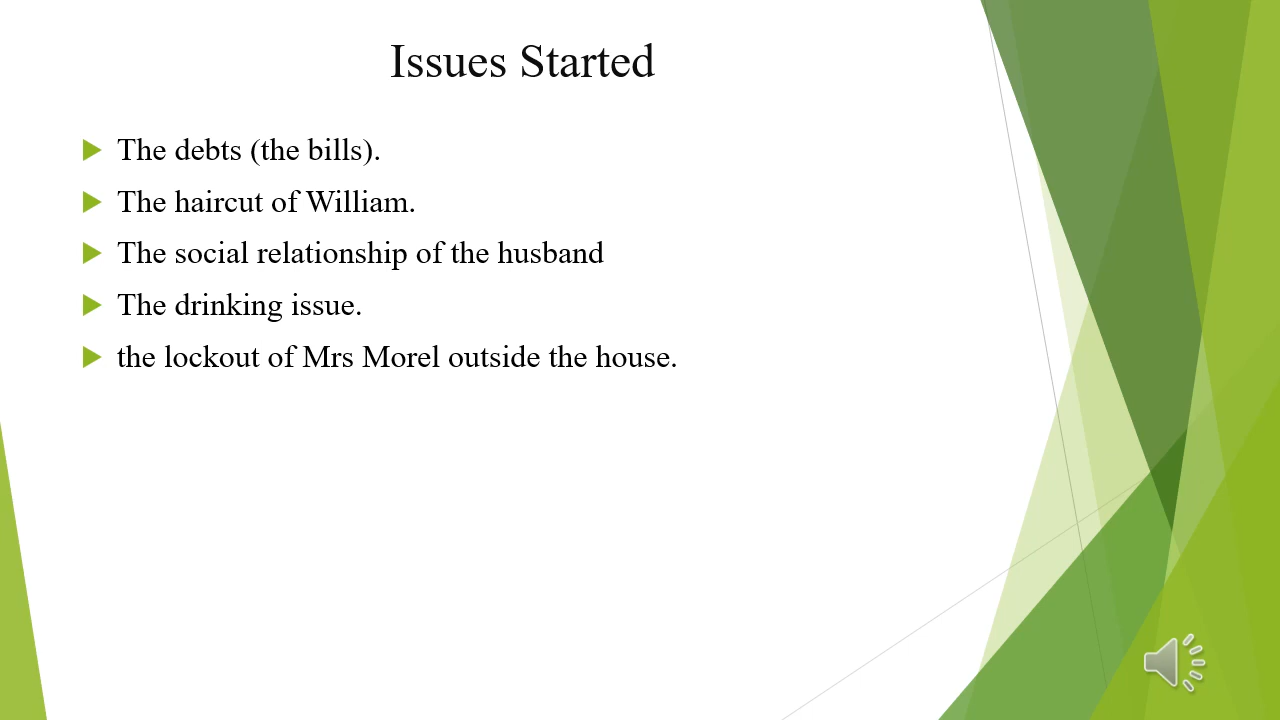 Issues Started
The debts (the bills).
The haircut of William.
The social relationship of the husband
The drinking issue.
the lockout of Mrs Morel outside the house.